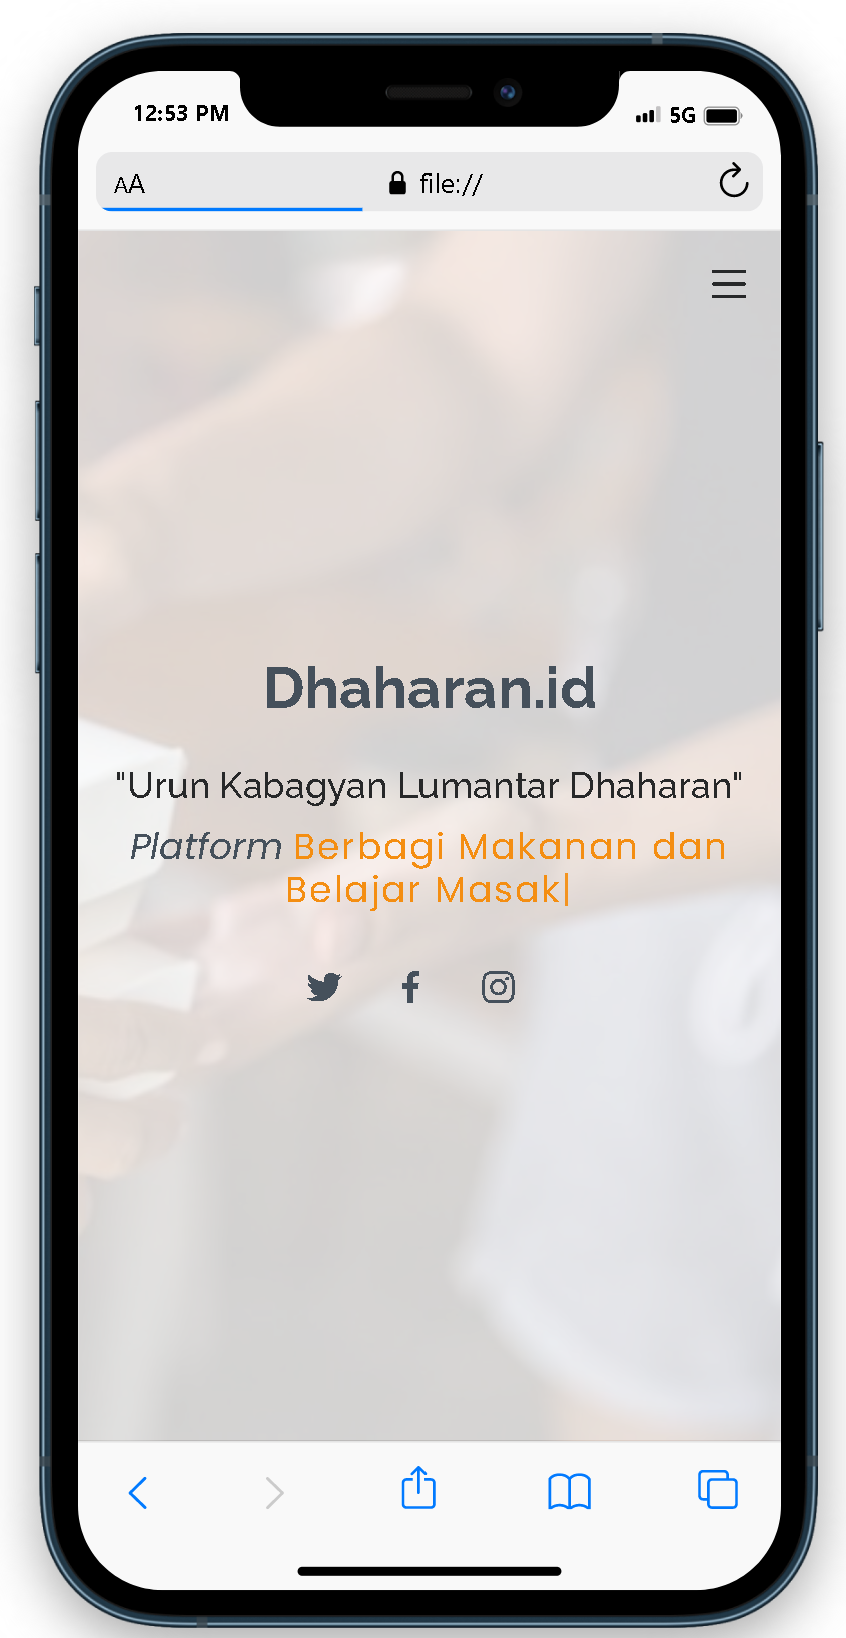 12:53 PM
5G
AA
file://
Dhaharan.id
"Urun Kabagyan Lumantar Dhaharan"
Platform Berbagi Makanan dan
Belajar Masak|